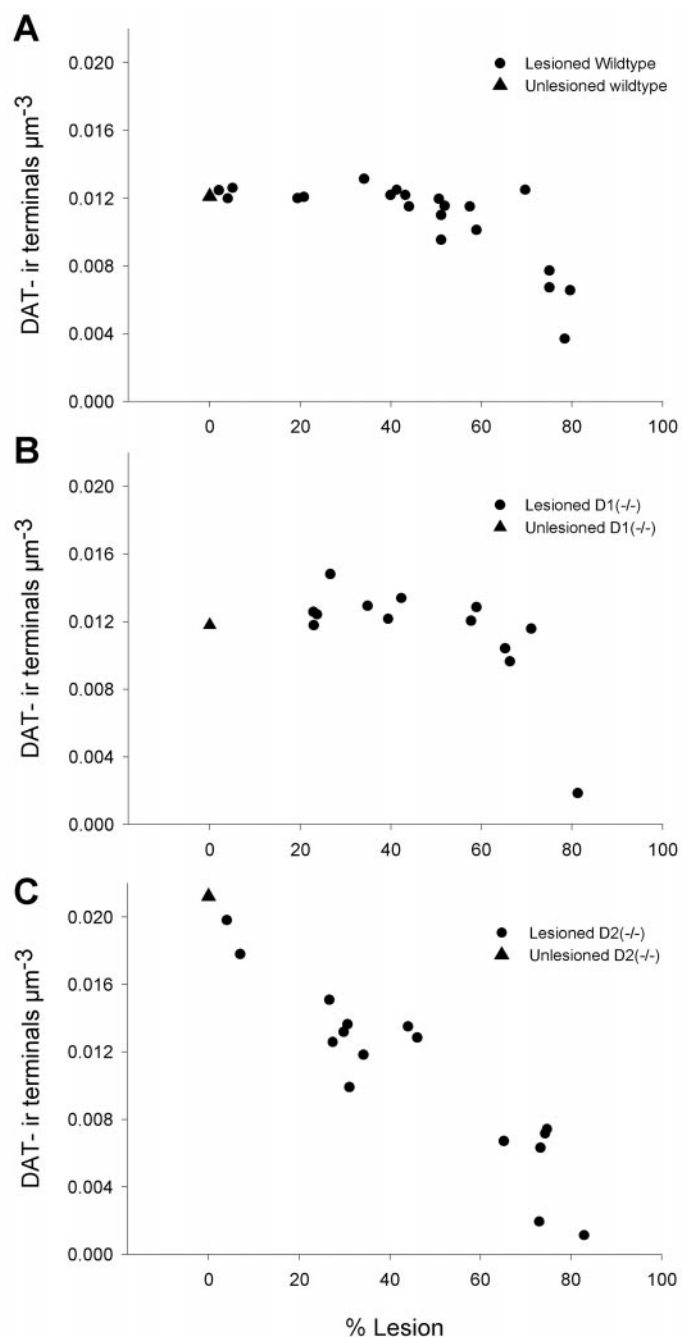 A
DAT- ir terminals µm-3
0.020
0.016
0.012
0.008
0.004
0.000
Lesioned Wildtype
Unlesioned wildtype
0 20 40 60 80 100
B
DAT- ir terminals µm-3
0.020
0.016
0.012
0.008
0.004
0.000
Lesioned D1(-/-)
Unlesioned D1(-/-)
0 20 40 60 80 100
C
DAT- ir terminals µm-3
0.020
0.016
0.012
0.008
0.004
0.000
Lesioned D2(-/-)
Unlesioned D2(-/-)
0 20 40 60 80 100
% Lesion